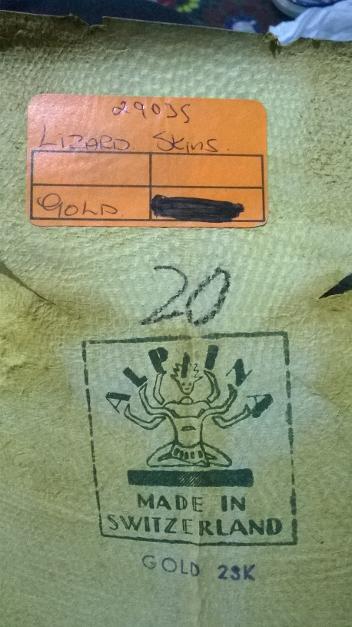 29035
LIZARD SKINS.
GOLD
20
ALPINA
MADE IN
SWITZERLAND
GOLD 23K